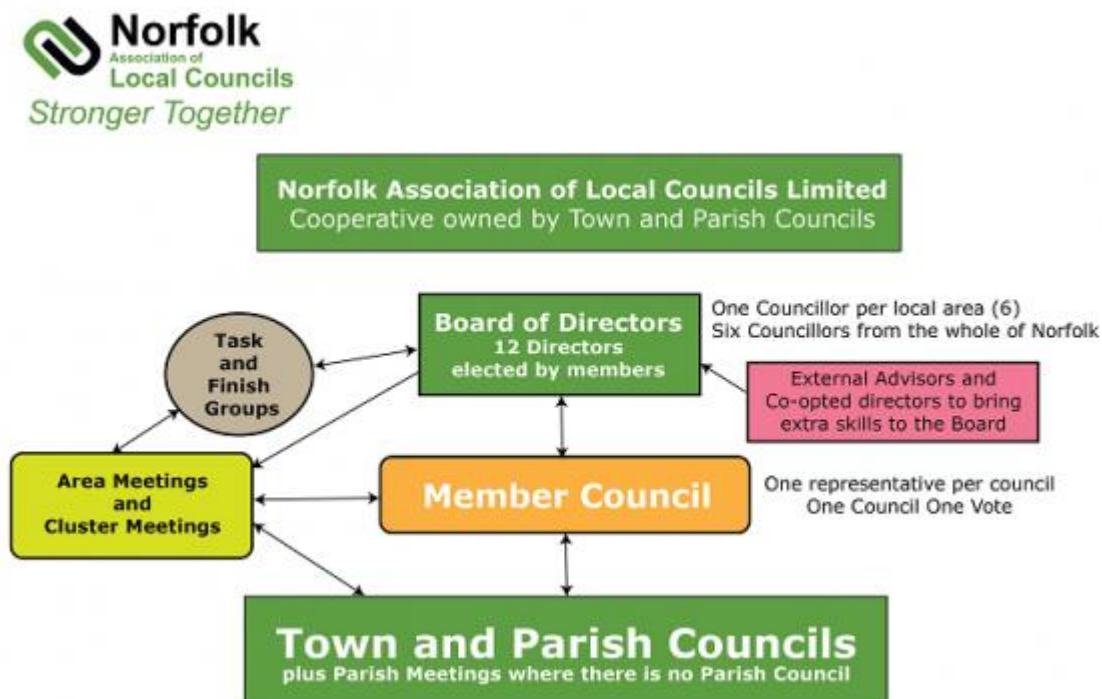 Norfolk
Association of
Local Councils
Stronger Together
Norfolk Association of Local Councils Limited
Cooperative owned by Town and Parish Councils
Board of Directors
12 Directors
elected by members
One Councillor per local area (6)
Six Councillors from the whole of Norfolk
Task
and
Finish
Groups
External Advisors and
Co-opted directors to bring
extra skills to the Board
Area Meetings
and
Cluster Meetings
Member Council
One representative per council
One Council One Vote
Town and Parish Councils
plus Parish Meetings where there is no Parish Council